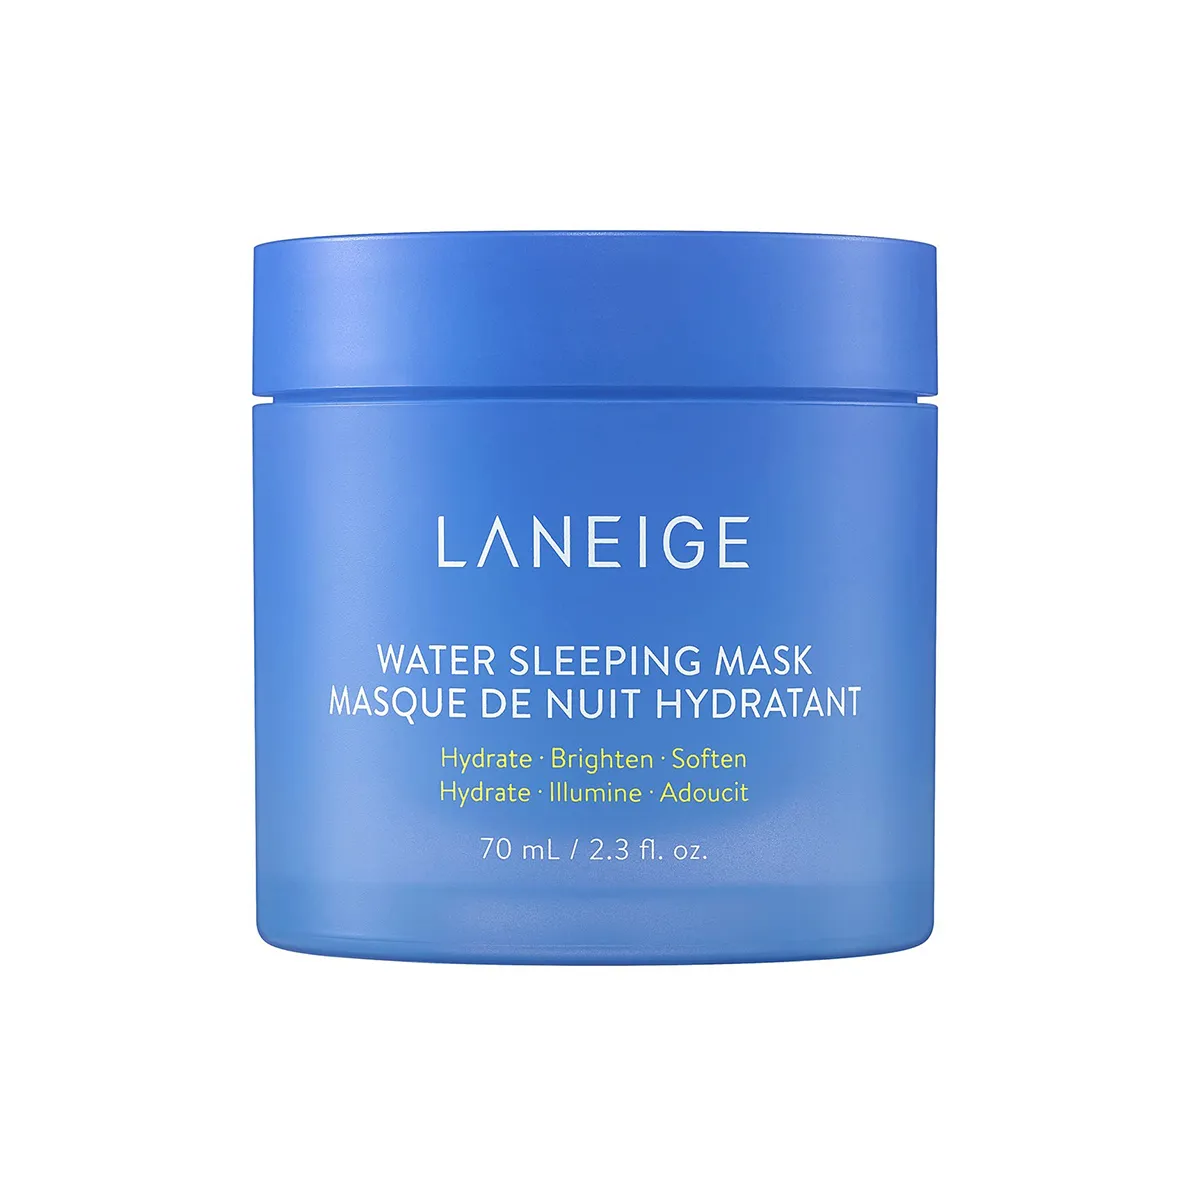 LANEIGE
WATER SLEEPING MASK
MASQUE DE NUIT HYDRATANT
Hydrate · Brighten · Soften
Hydrate · Illumine · Adoucit
70 mL / 2.3 fl. oz.